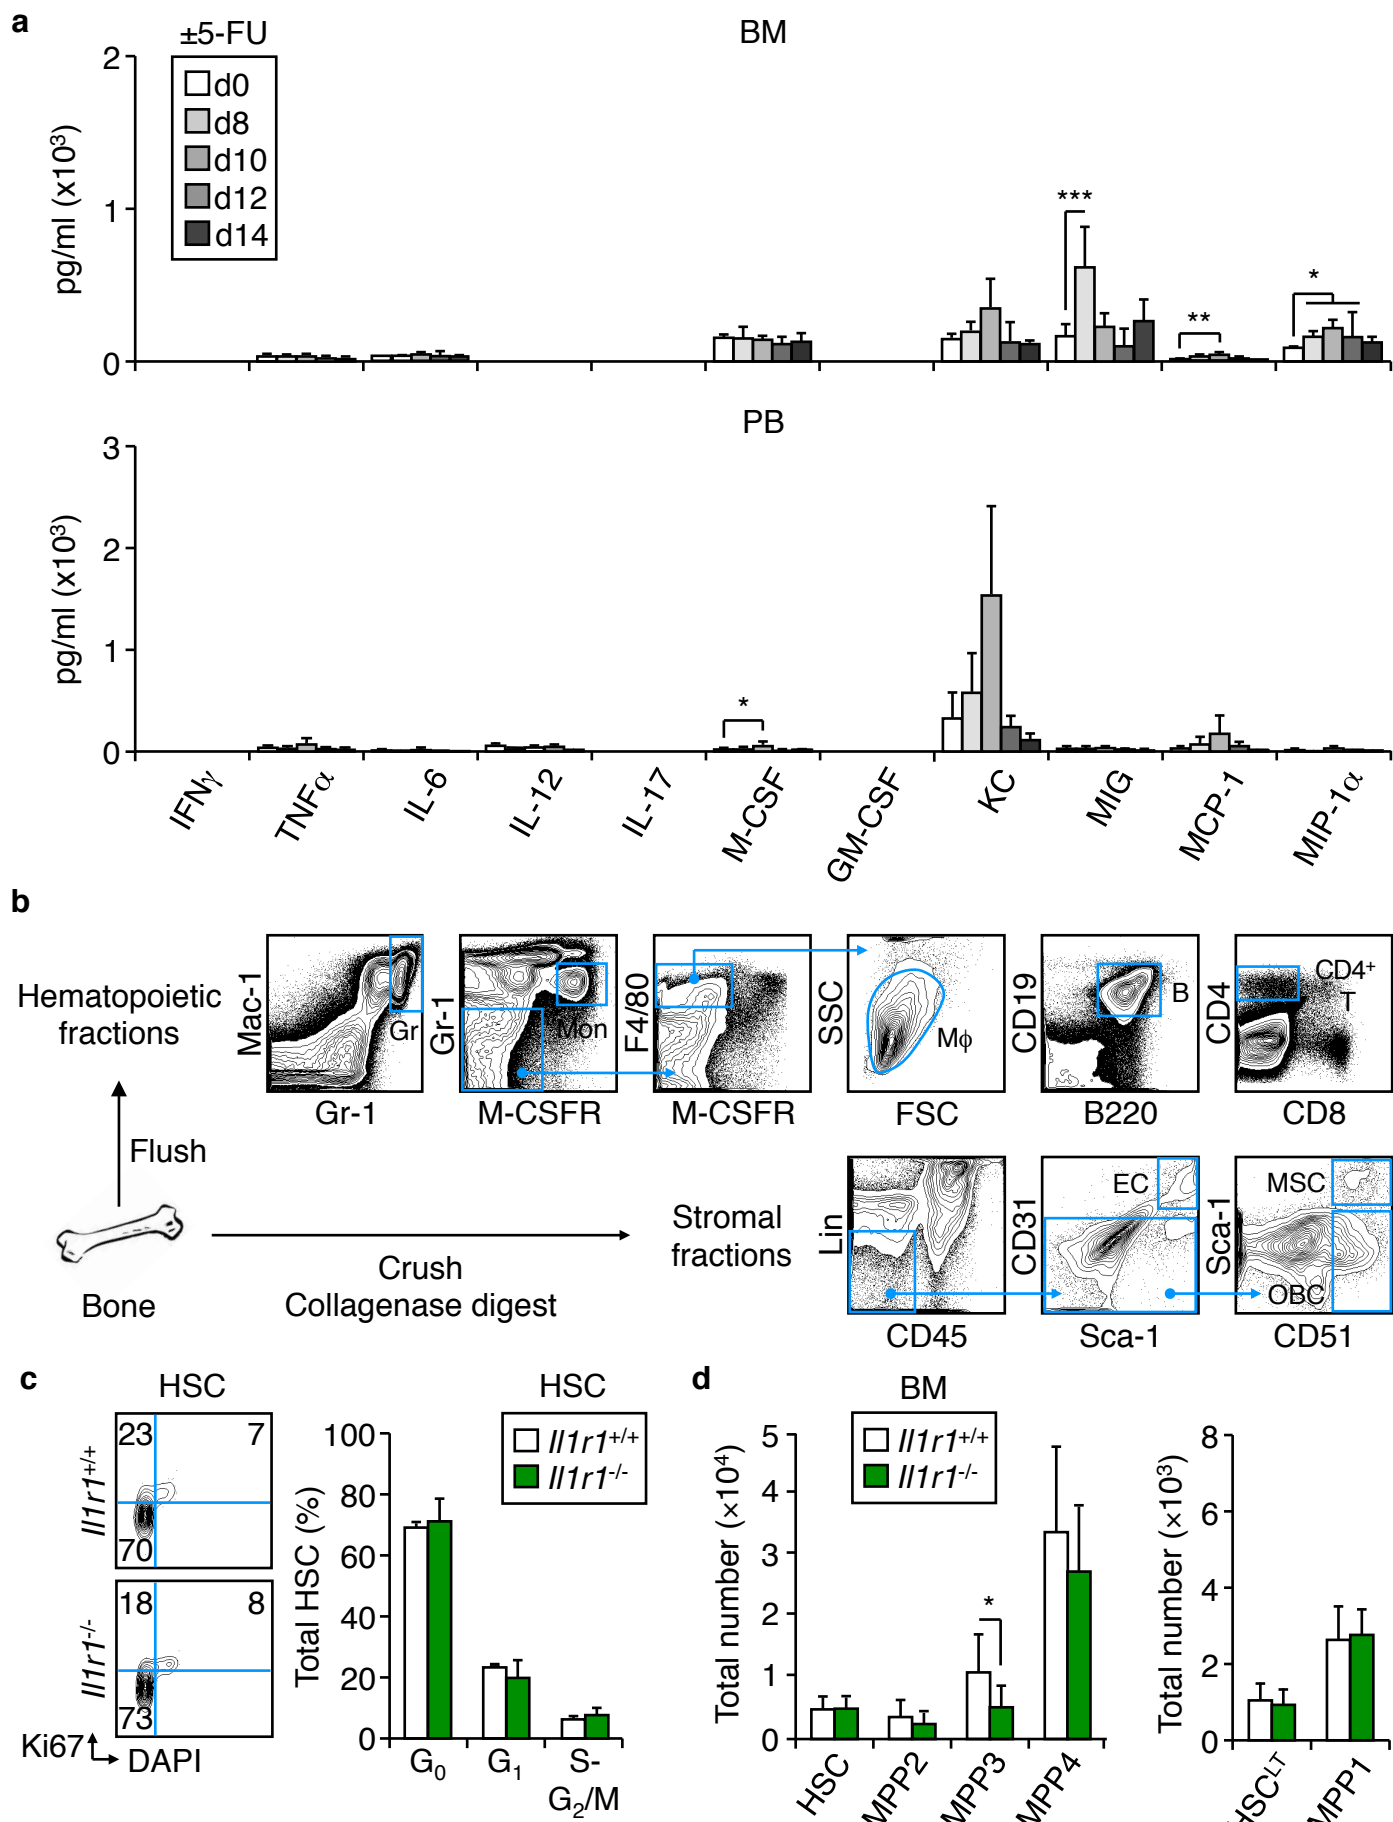 a
±5-FU
d0
d8
d10
d12
d14
BM
pg/ml (x10³)
2
1
0
***
**
*
PB
pg/ml (x10³)
3
2
1
0
*
IFNγ
TNFα
IL-6
IL-12
IL-17
M-CSF
GM-CSF
KC
MIG
MCP-1
MIP-1α
b
Hematopoietic
fractions
Flush
Bone
Crush
Collagenase digest
Stromal
fractions
Mac-1
Gr
Gr-1
Gr-1
Mon
M-CSFR
F4/80
M-CSFR
SSC
Mϕ
FSC
CD19
B
B220
CD4
CD4⁺
T
CD8
Lin
CD45
CD31
EC
Sca-1
Sca-1
MSC
OBC
CD51
c
HSC
Il1r1+/+
23
7
70
Il1r1-/-
18
8
73
Ki67
DAPI
HSC
Il1r1+/+
Il1r1-/-
Total HSC (%)
100
80
60
40
20
0
G₀
G₁
S-
G₂/M
d
BM
Il1r1+/+
Il1r1-/-
Total number (×10⁴)
5
4
3
2
1
0
*
HSC
MPP2
MPP3
MPP4
Total number (×10³)
8
6
4
2
0
HSCLT
MPP1